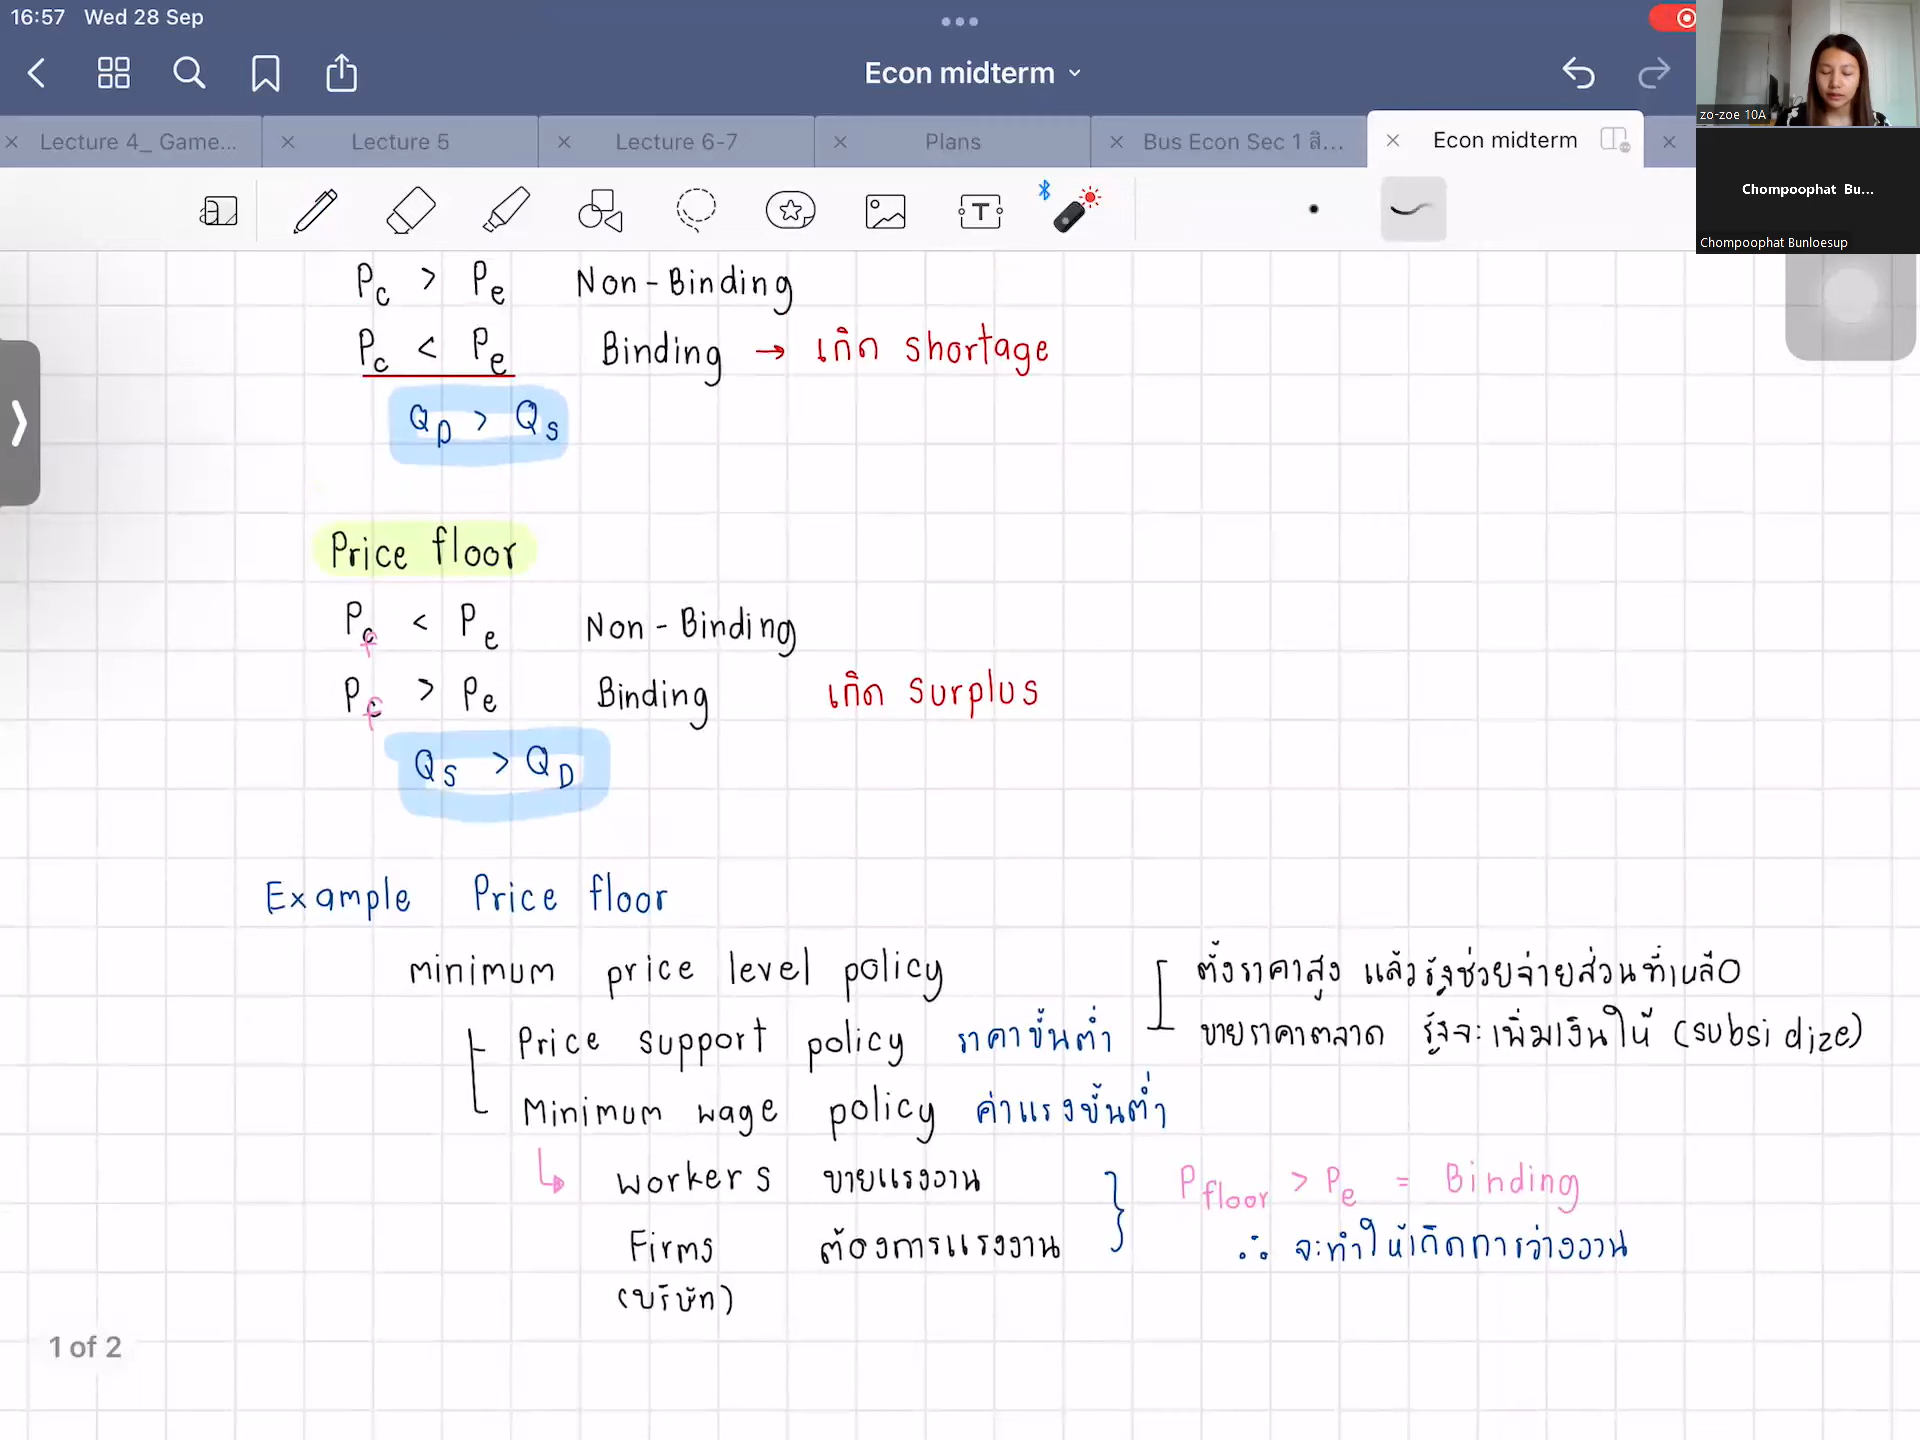 16:57 Wed 28 Sep
Econ midterm
Lecture 4_ Game...
Lecture 5
Lecture 6-7
Plans
Bus Econ Sec 1 สิ...
Econ midterm
zo-zoe 10A
Chompoophat Bu...
Chompoophat Bunloesup
Pc > Pe Non-Binding
Pc < Pe Binding → เกิด shortage
QD > QS
Price floor
Pf < Pe Non-Binding
Pf > Pe Binding เกิด surplus
QS > QD
Example Price floor
minimum price level policy
ตั้งราคาสูง แล้วรัฐช่วยจ่ายส่วนที่เหลือ
Price support policy ราคาขั้นต่ำ
ขายราคาตลาด รัฐจะเพิ่มเงินให้ (subsidize)
Minimum wage policy ค่าแรงขั้นต่ำ
workers ขายแรงงาน
Pfloor > Pe = Binding
Firms ต้องการแรงงาน
∴ จะทำให้เกิดการว่างงาน
(บริษัท)
1 of 2